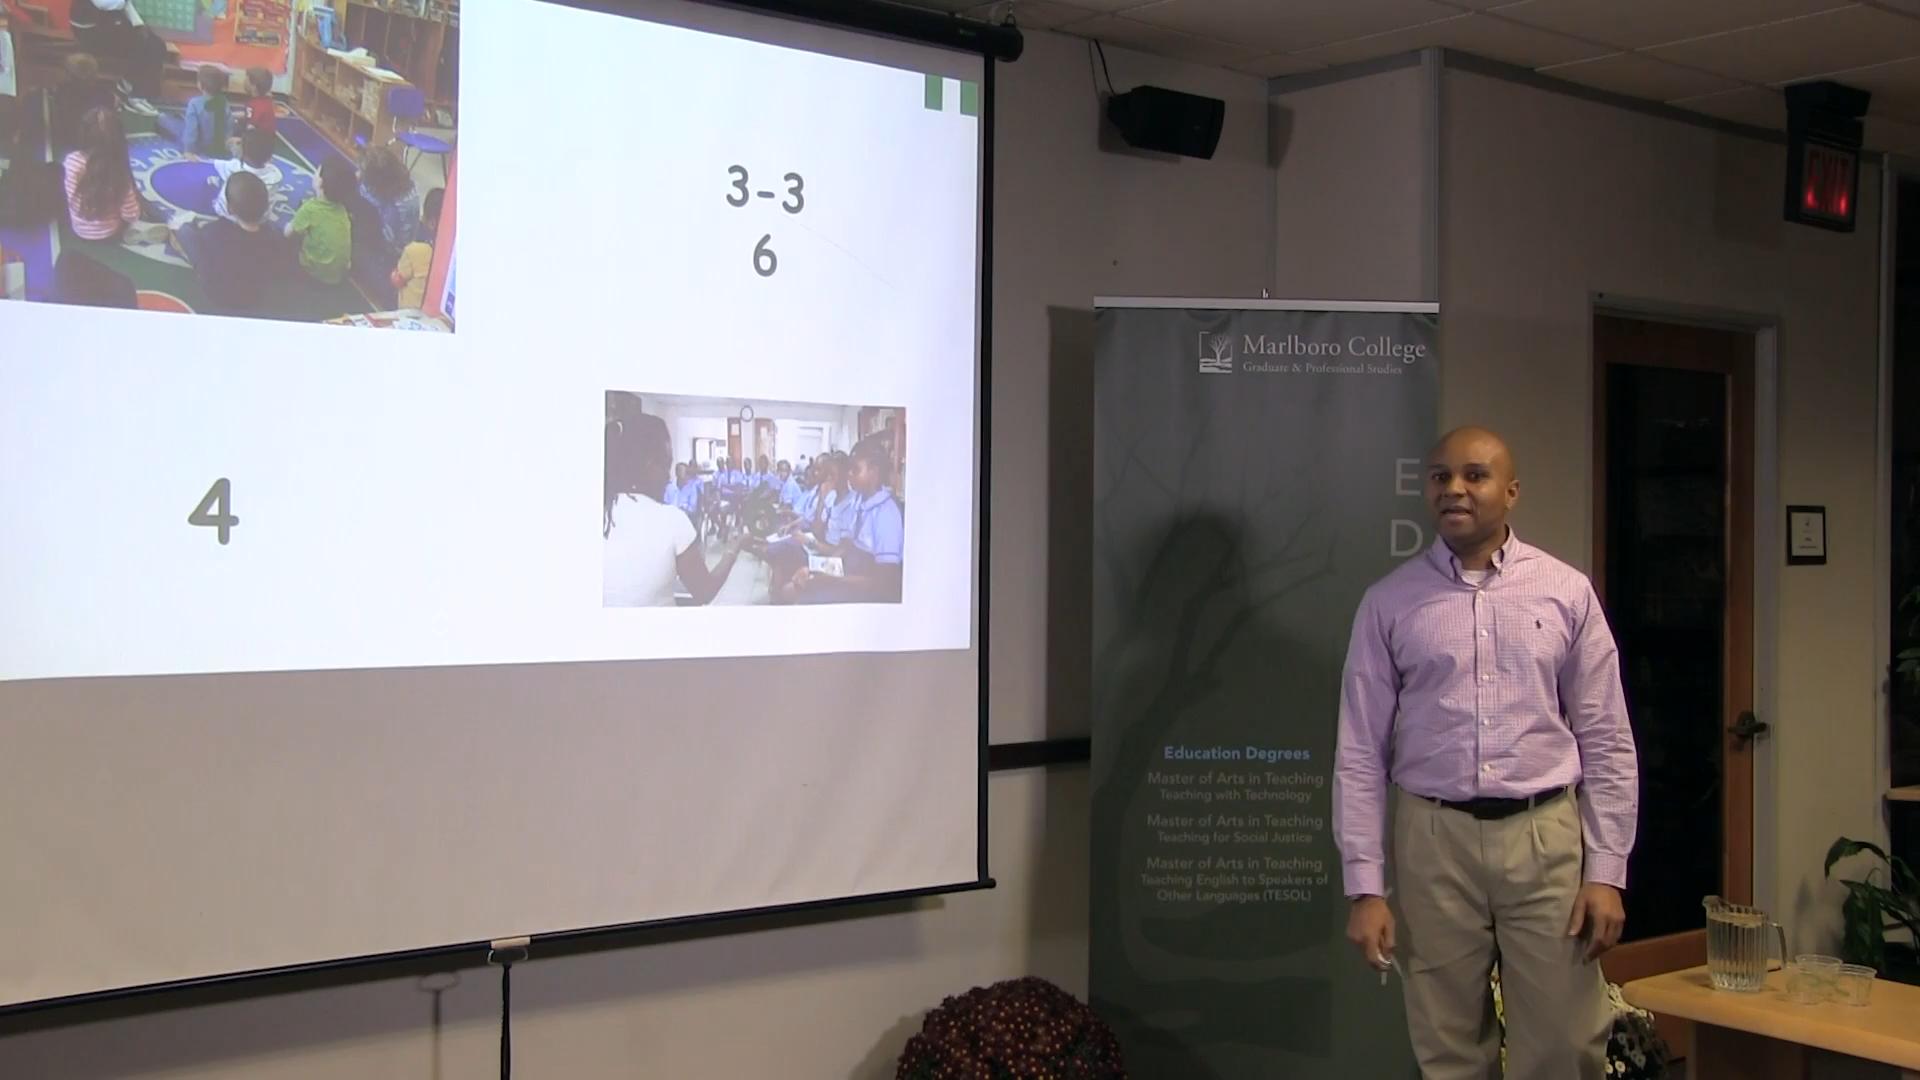 3-3
6
4
EXIT
Marlboro College
Graduate & Professional Studies
E
D
Education Degrees
Master of Arts in Teaching
Teaching with Technology
Master of Arts in Teaching
Teaching for Social Justice
Master of Arts in Teaching
Teaching English to Speakers of
Other Languages (TESOL)